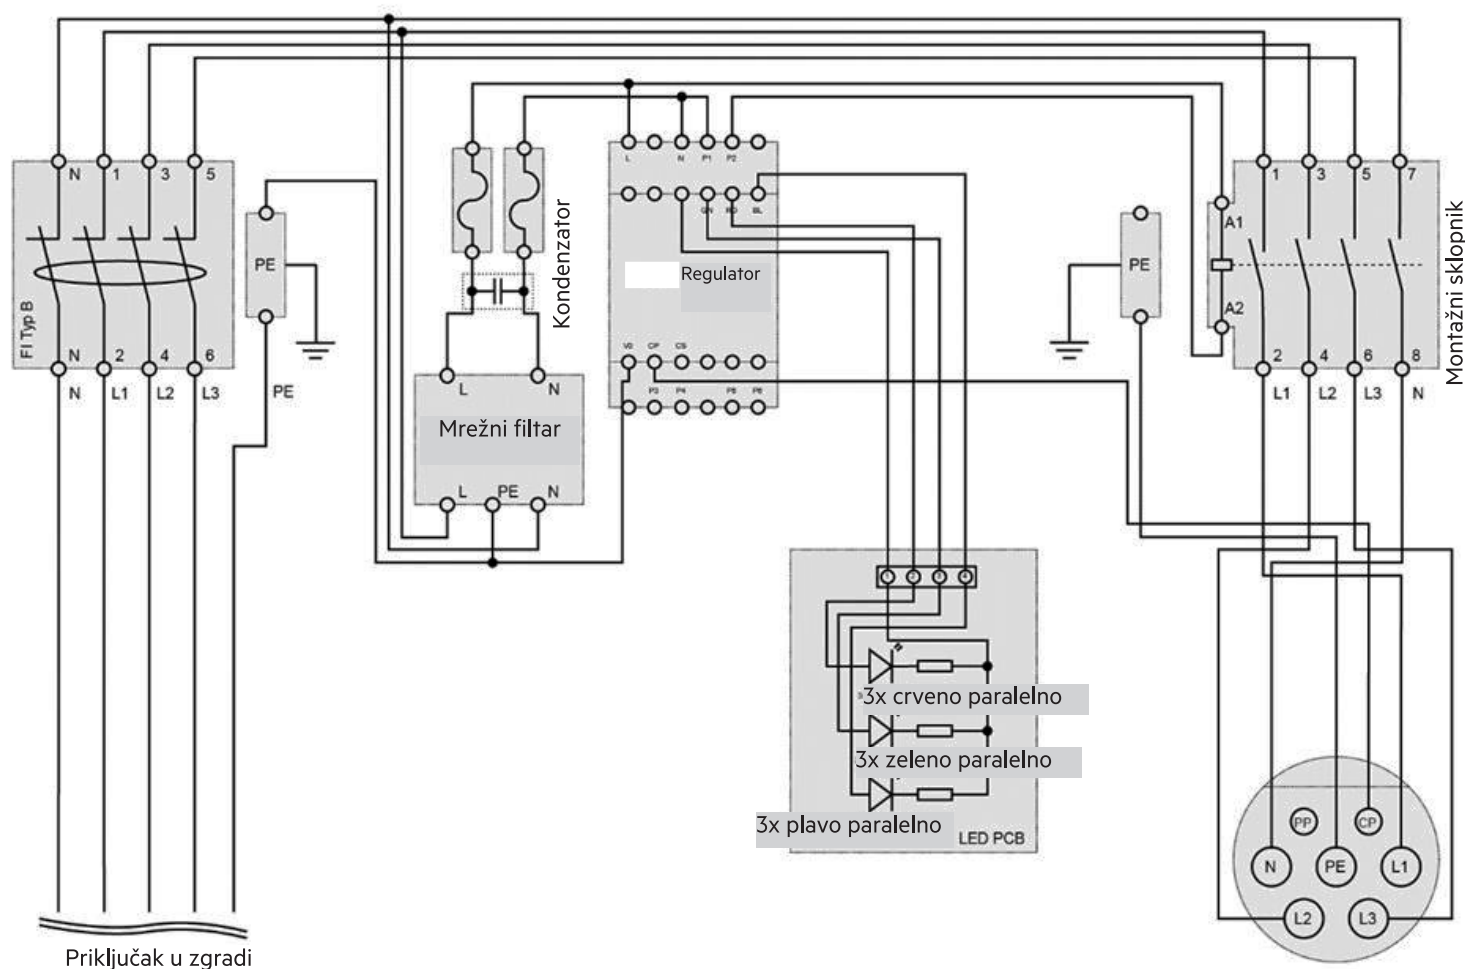 L N P1 P2
N 1 3 5
1 3 5 7
GN RD BL
A1
PE
PE
Kondenzator
Regulator
FI Typ B
A2
Montažni sklopnik
V0 CP CS
N 2 4 6
2 4 6 8
N L1 L2 L3 PE
L N
P3 P4 P5 P6
L1 L2 L3 N
Mrežni filtar
L PE N
1 2 3 4
3x crveno paralelno
3x zeleno paralelno
3x plavo paralelno
LED PCB
PP CP
N PE L1
L2 L3
Priključak u zgradi